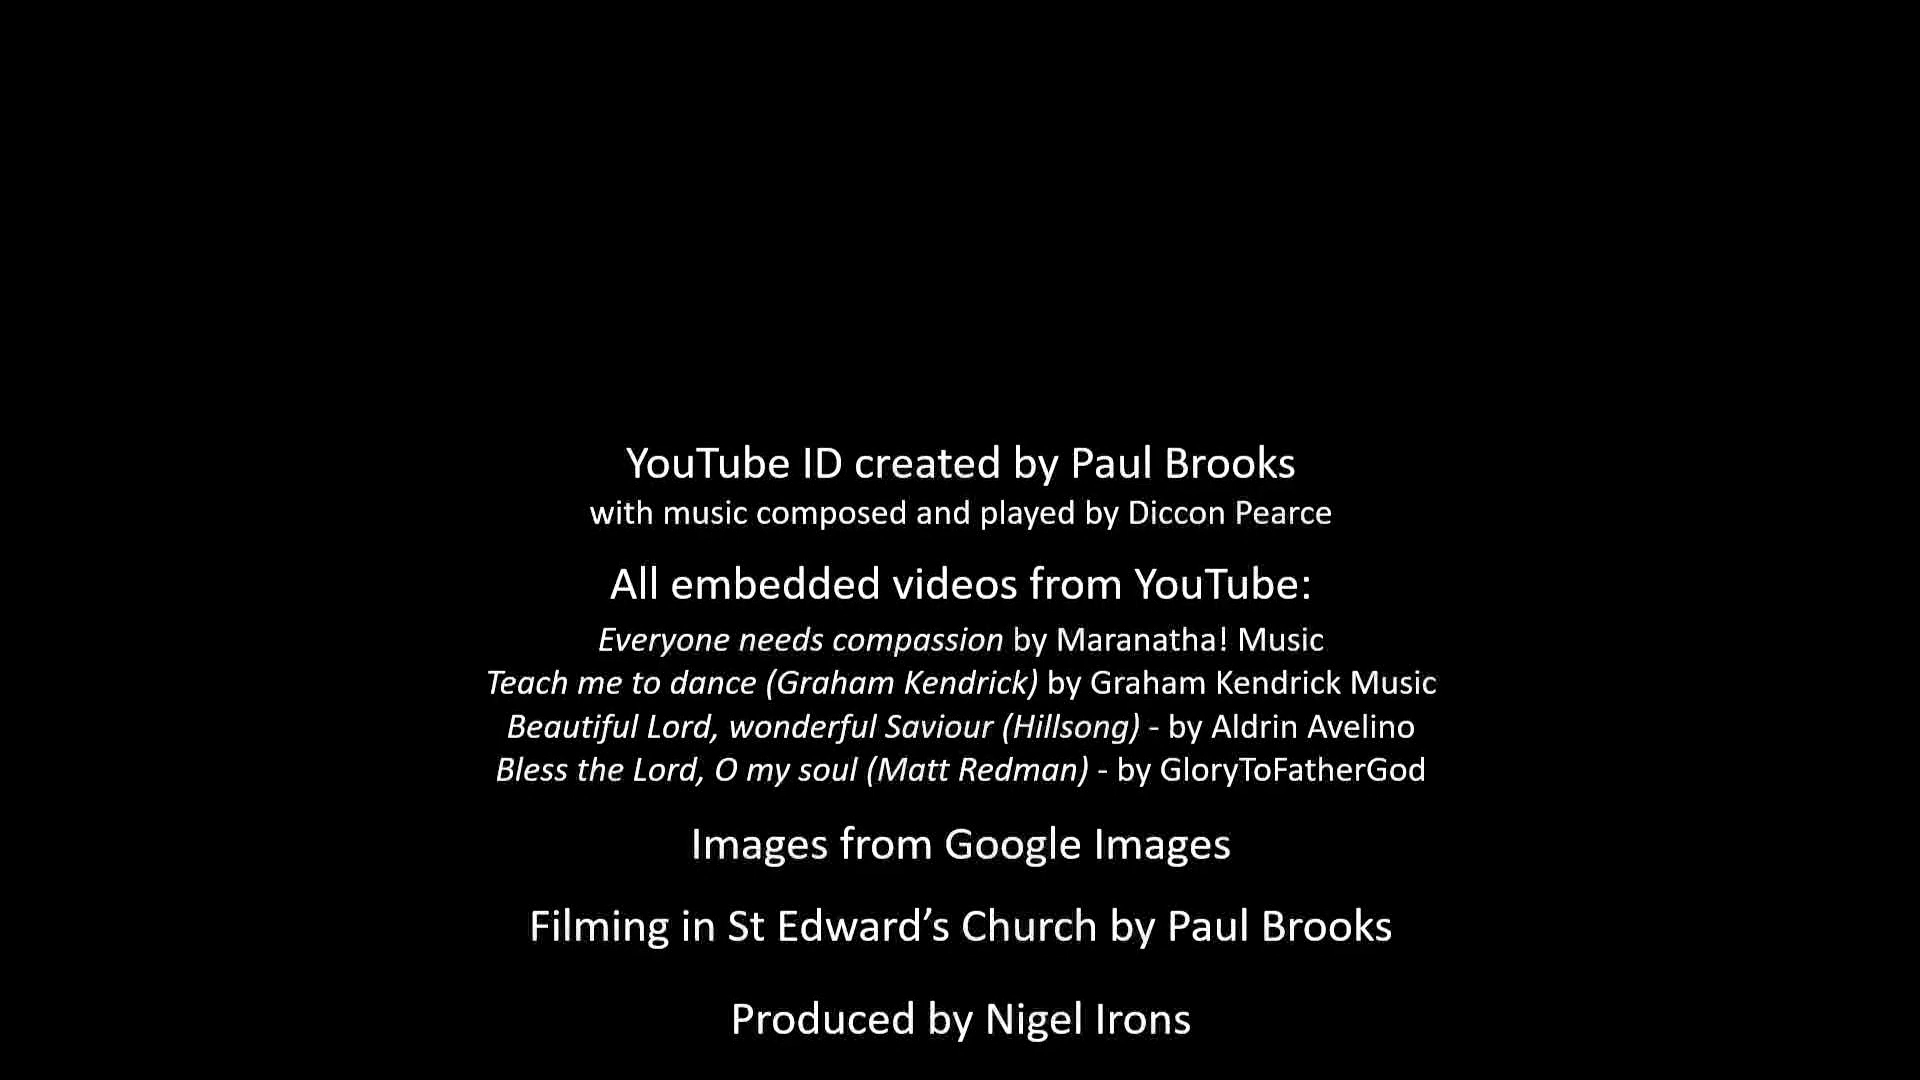 YouTube ID created by Paul Brooks
with music composed and played by Diccon Pearce
All embedded videos from YouTube:
Everyone needs compassion by Maranatha! Music
Teach me to dance (Graham Kendrick) by Graham Kendrick Music
Beautiful Lord, wonderful Saviour (Hillsong) - by Aldrin Avelino
Bless the Lord, O my soul (Matt Redman) - by GloryToFatherGod
Images from Google Images
Filming in St Edward’s Church by Paul Brooks
Produced by Nigel Irons